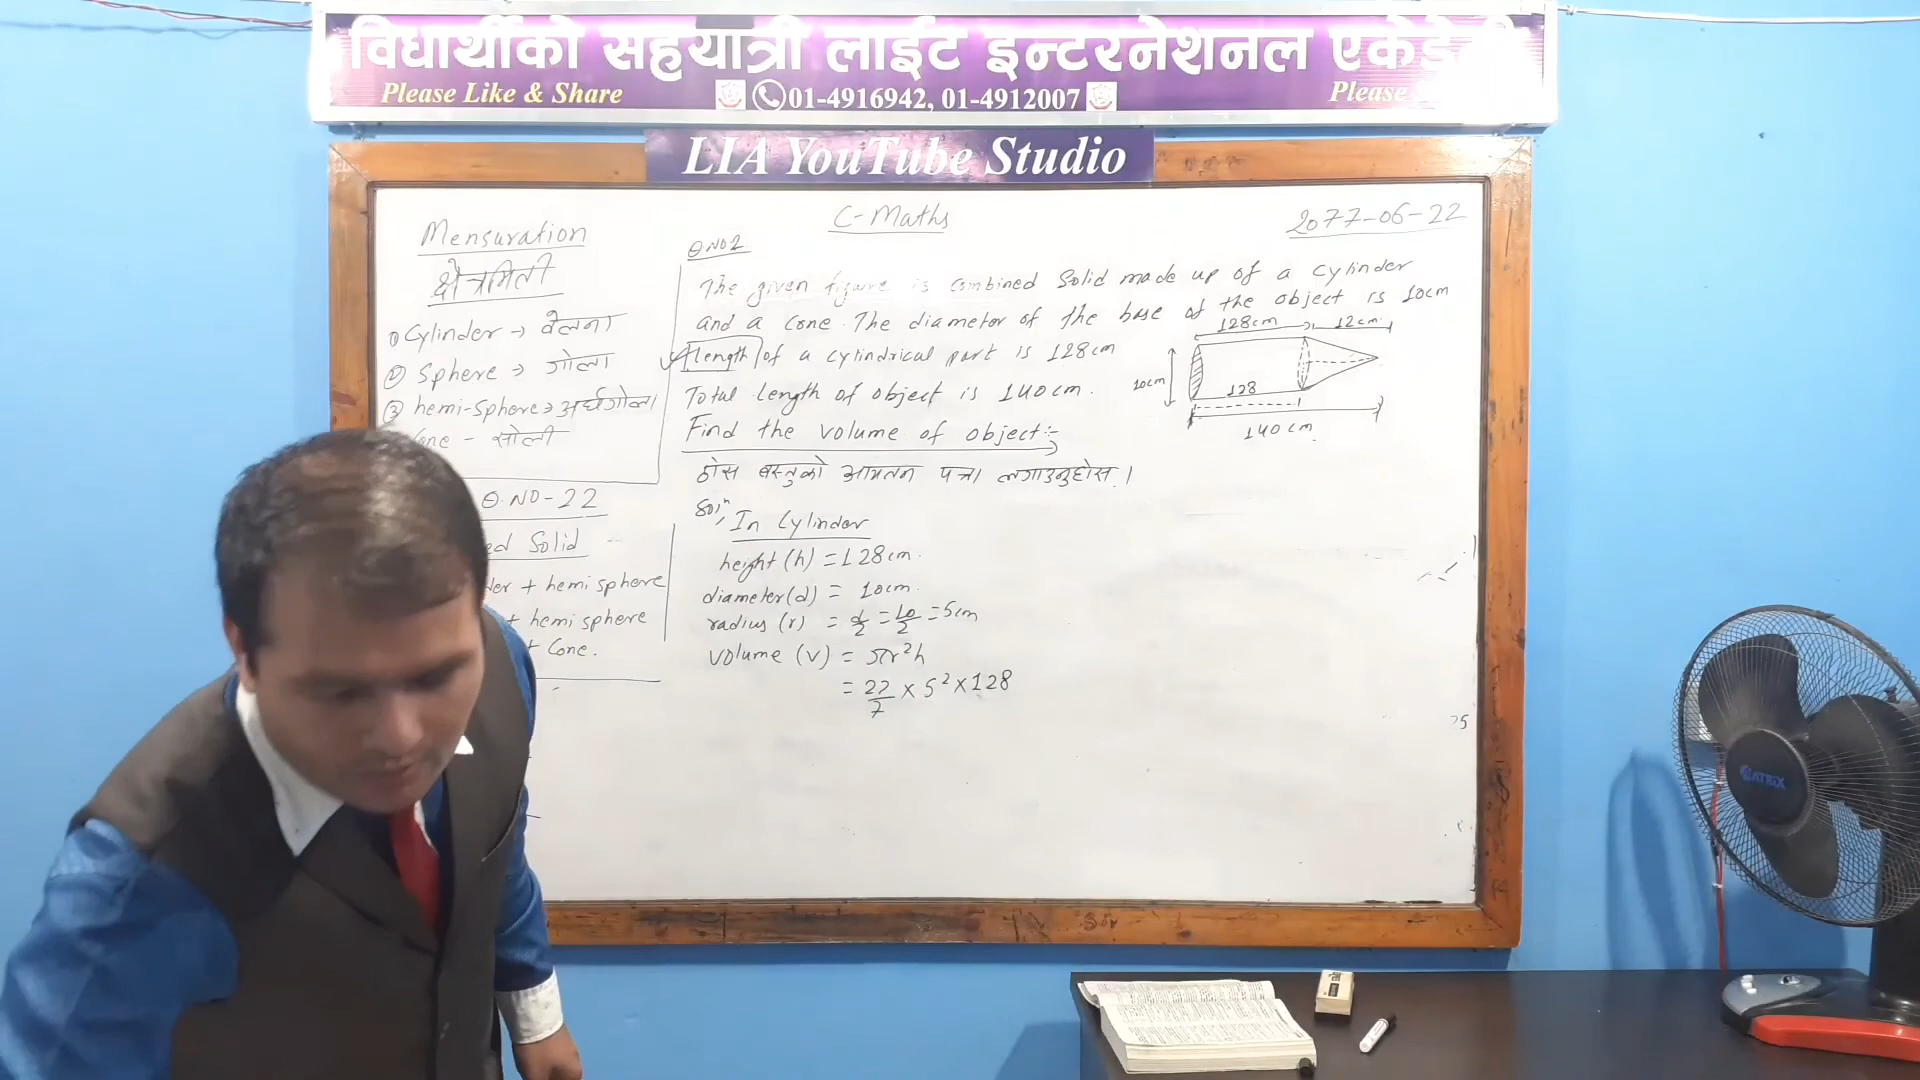 विद्यार्थीको सहयात्री लाईट इन्टरनेशनल
Please Like & Share
01-4916942, 01-4912007
Please
LIA YouTube Studio
C-Maths
2077-06-22
Mensuration
क्षेत्रमिती
① Cylinder → वेलना
② Sphere → गोला
③ hemi-sphere → अर्धगोला
Cone - सोली
Q.NO-22
Solid
+ hemi sphere
+ hemi sphere
+ Cone.
Q.NO2
The given figure is combined Solid made up of a cylinder
and a cone. The diameter of the base of the object is 10cm
length of a cylindrical part is 128cm
Total length of object is 140cm.
Find the volume of object:-
ठोस बस्तुको आयतन पत्ता लगाउनुहोस् ।
128cm
12cm.
10cm
128
140cm.
Solⁿ,
In Cylinder
height (h) = 128cm.
diameter (d) = 10cm.
radius (r) = d/2 = 10/2 = 5cm
volume (v) = πr²h
= 22/7 × 5² × 128
MATRIX